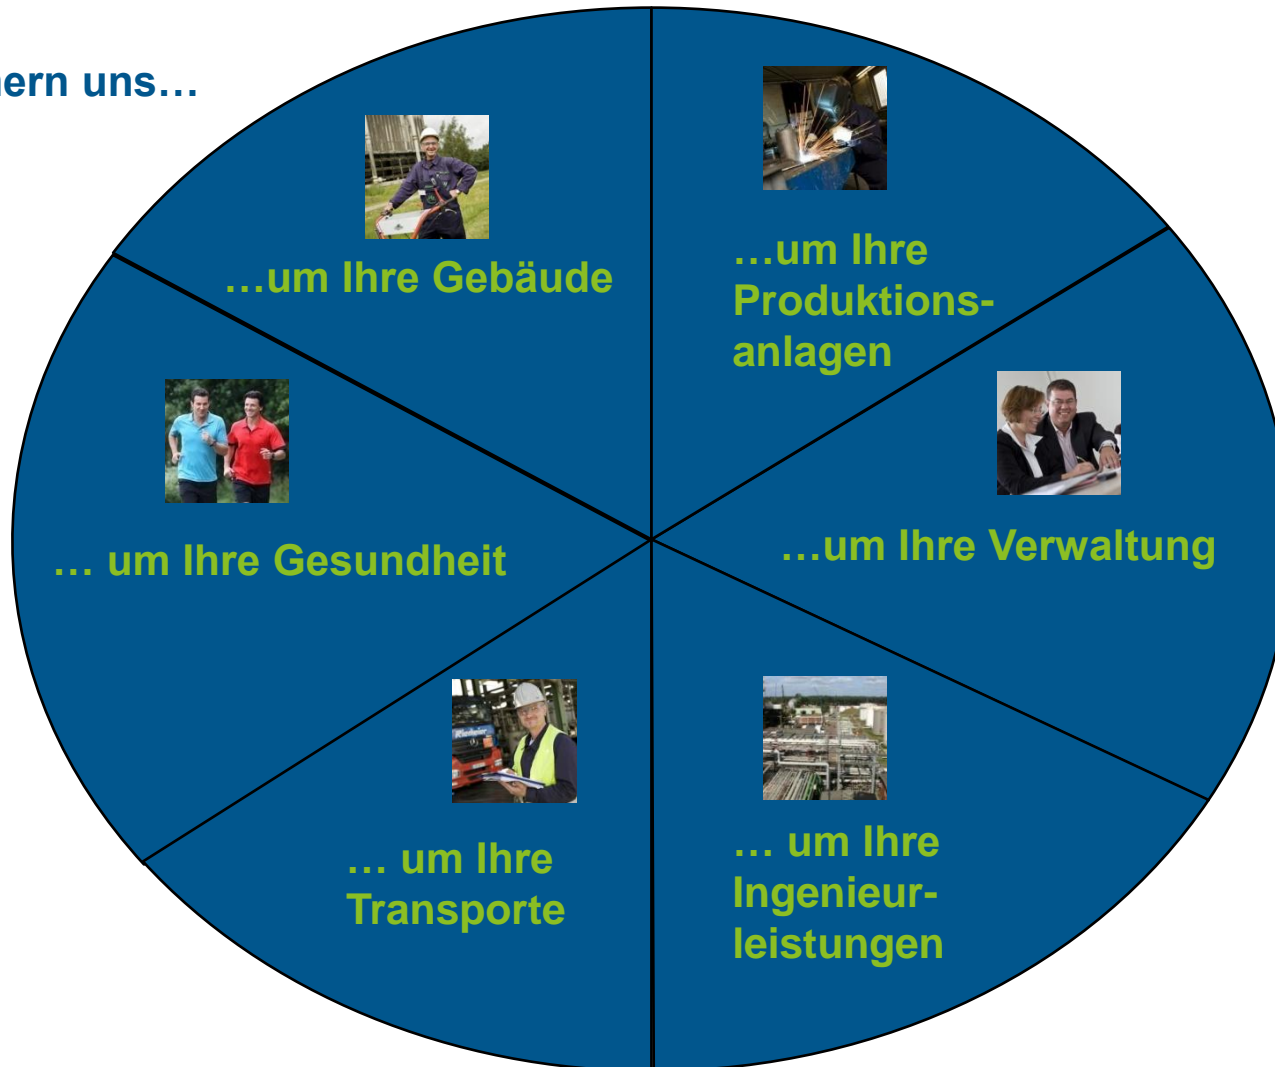 ern uns…
…um Ihre Gebäude
…um Ihre
Produktions-
anlagen
… um Ihre Gesundheit
…um Ihre Verwaltung
… um Ihre
Transporte
… um Ihre
Ingenieur-
leistungen